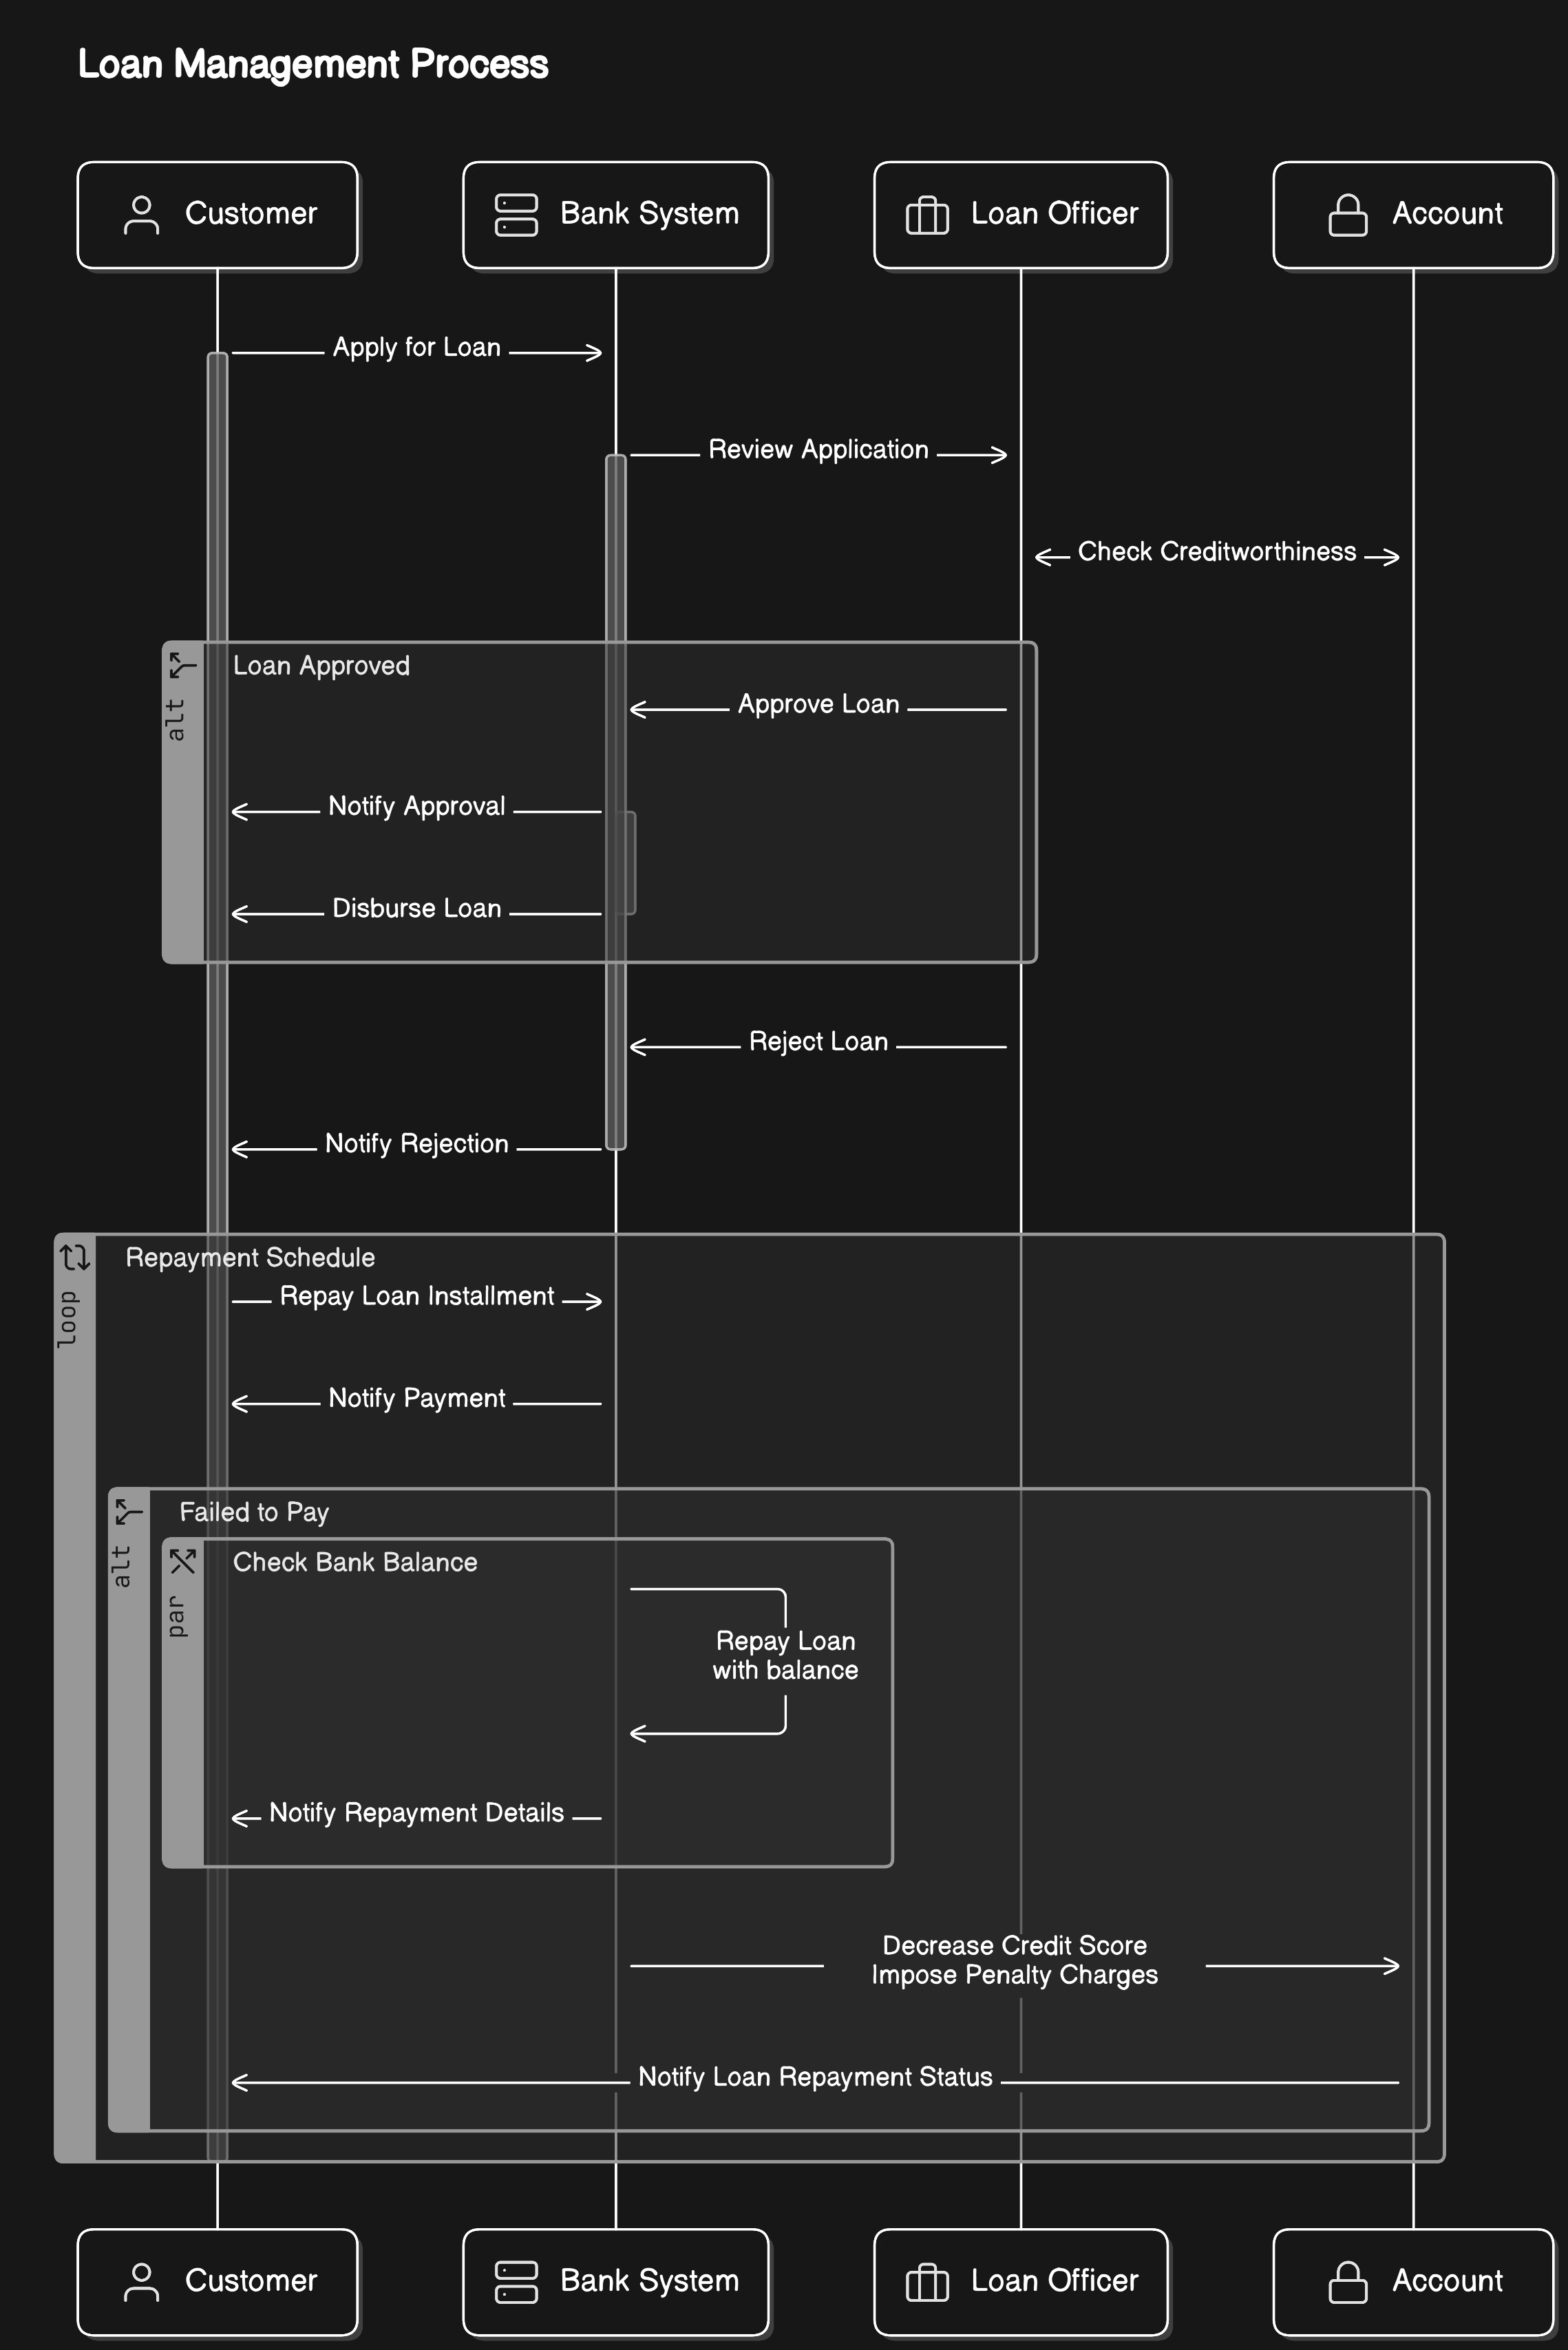 Loan Management Process
Customer
Bank System
Loan Officer
Account
Apply for Loan
Review Application
Check Creditworthiness
alt
Loan Approved
Approve Loan
Notify Approval
Disburse Loan
Reject Loan
Notify Rejection
loop
Repayment Schedule
Repay Loan Installment
Notify Payment
alt
Failed to Pay
par
Check Bank Balance
Repay Loan
with balance
Notify Repayment Details
Decrease Credit Score
Impose Penalty Charges
Notify Loan Repayment Status
Customer
Bank System
Loan Officer
Account